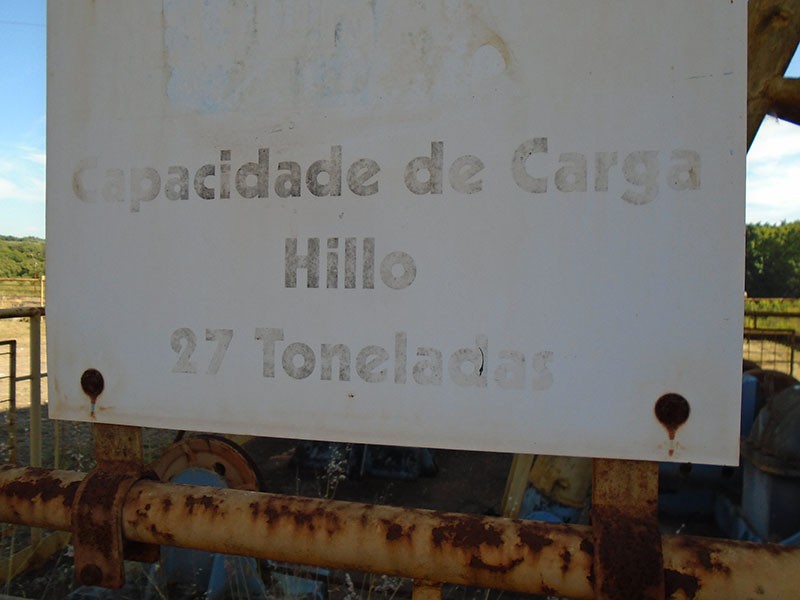 Capacidade de Carga
Hillo
27 Toneladas